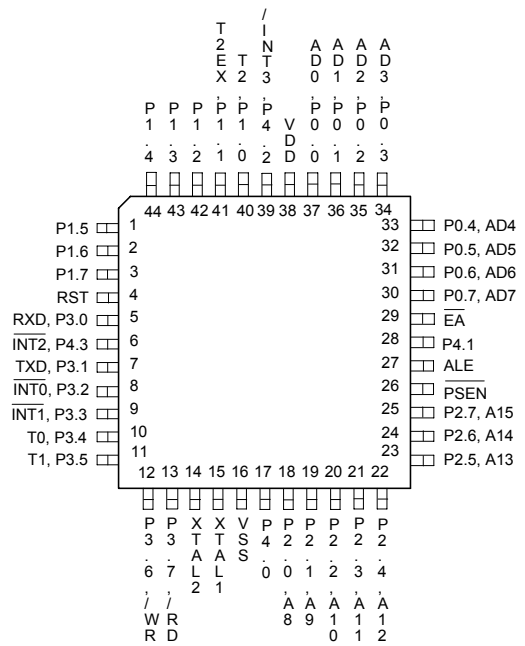 P1.4
P1.3
P1.2
T2EX,P1.1
T2,P1.0
/INT3,P4.2
VDD
AD0,P0.0
AD1,P0.1
AD2,P0.2
AD3,P0.3
44 43 42 41 40 39 38 37 36 35 34
P1.5 1
P1.6 2
P1.7 3
RST 4
RXD, P3.0 5
INT2, P4.3 6
TXD, P3.1 7
INT0, P3.2 8
INT1, P3.3 9
T0, P3.4 10
T1, P3.5 11
33 P0.4, AD4
32 P0.5, AD5
31 P0.6, AD6
30 P0.7, AD7
29 EA
28 P4.1
27 ALE
26 PSEN
25 P2.7, A15
24 P2.6, A14
23 P2.5, A13
12 13 14 15 16 17 18 19 20 21 22
P3.6,/WR
P3.7,/RD
XTAL2
XTAL1
VSS
P4.0
P2.0,A8
P2.1,A9
P2.2,A10
P2.3,A11
P2.4,A12